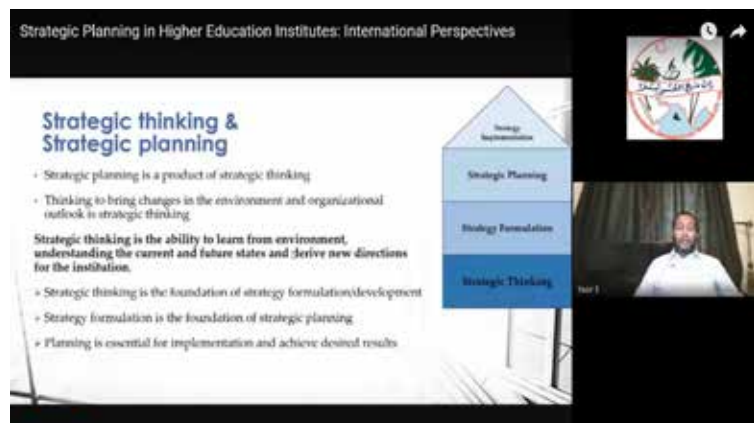 Strategic Planning in Higher Education Institutes: International Perspectives
Strategic thinking &
Strategic planning
Strategic planning is a product of strategic thinking
Thinking to bring changes in the environment and organizational
outlook is strategic thinking
Strategic thinking is the ability to learn from environment,
understanding the current and future states and derive new directions
for the institution.
Strategic thinking is the foundation of strategy formulation/development
Strategy formulation is the foundation of strategic planning
Planning is essential for implementation and achieve desired results
Strategy
Implementation
Strategic Planning
Strategy Formulation
Strategic Thinking